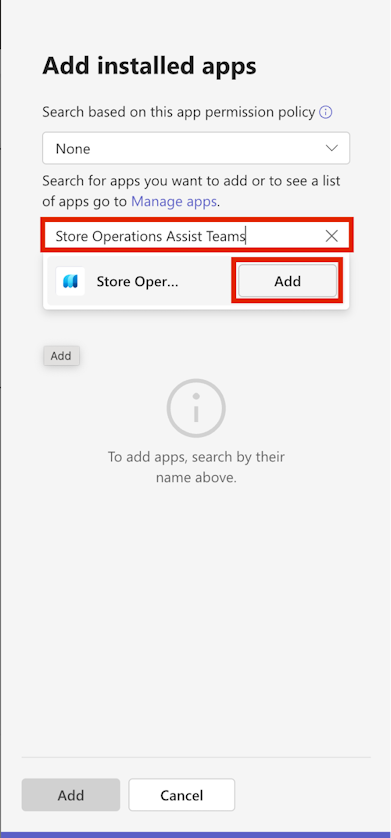 Add installed apps
Search based on this app permission policy
None
Search for apps you want to add or to see a list
of apps go to Manage apps.
Store Operations Assist Teams
Store Oper...
Add
Add
To add apps, search by their
name above.
Add
Cancel